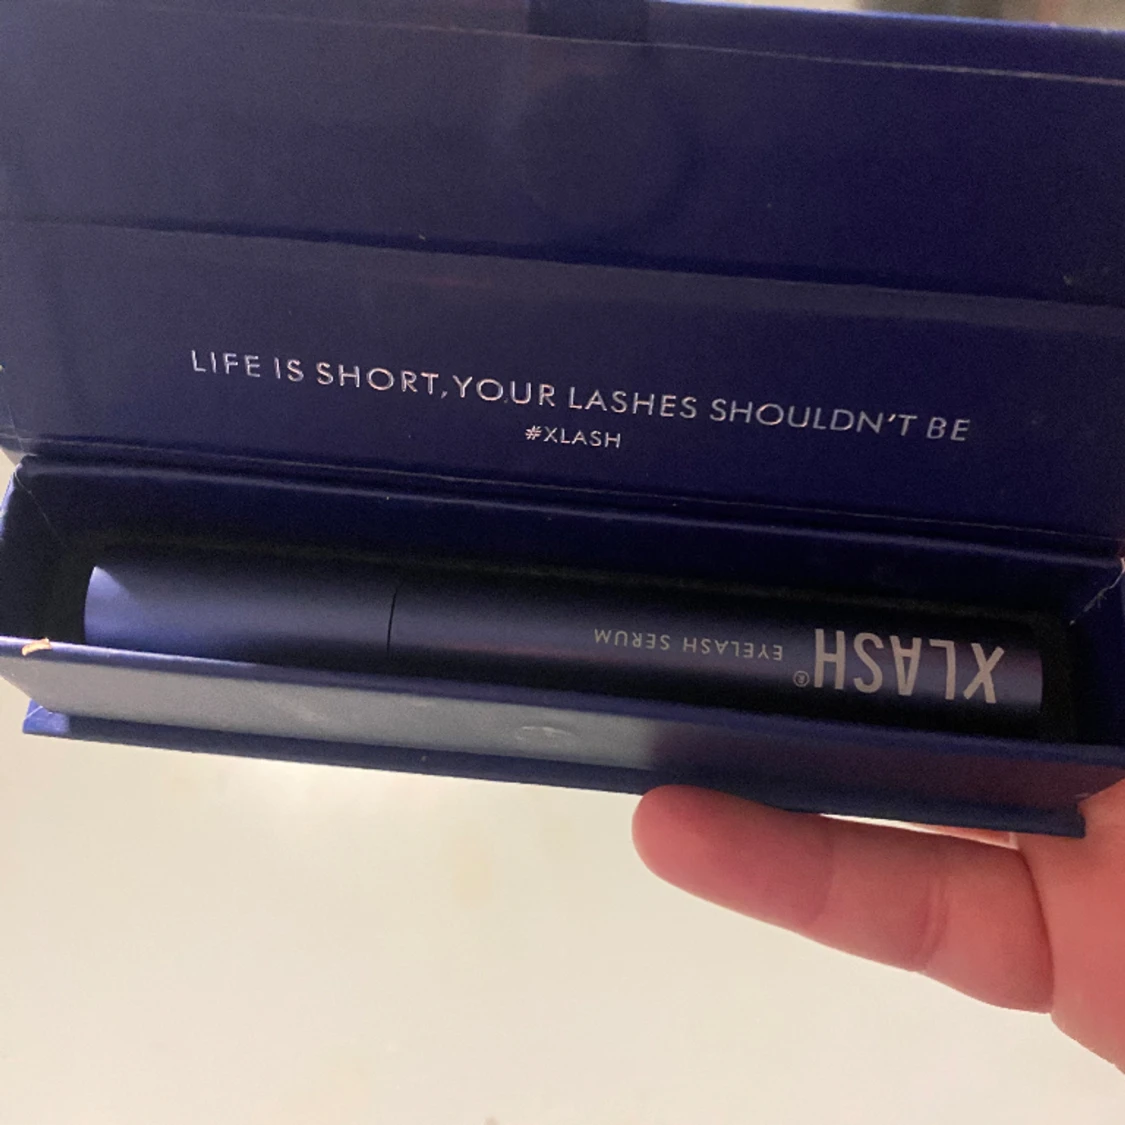 LIFE IS SHORT,YOUR LASHES SHOULDN'T BE
#XLASH
XLASH® EYELASH SERUM